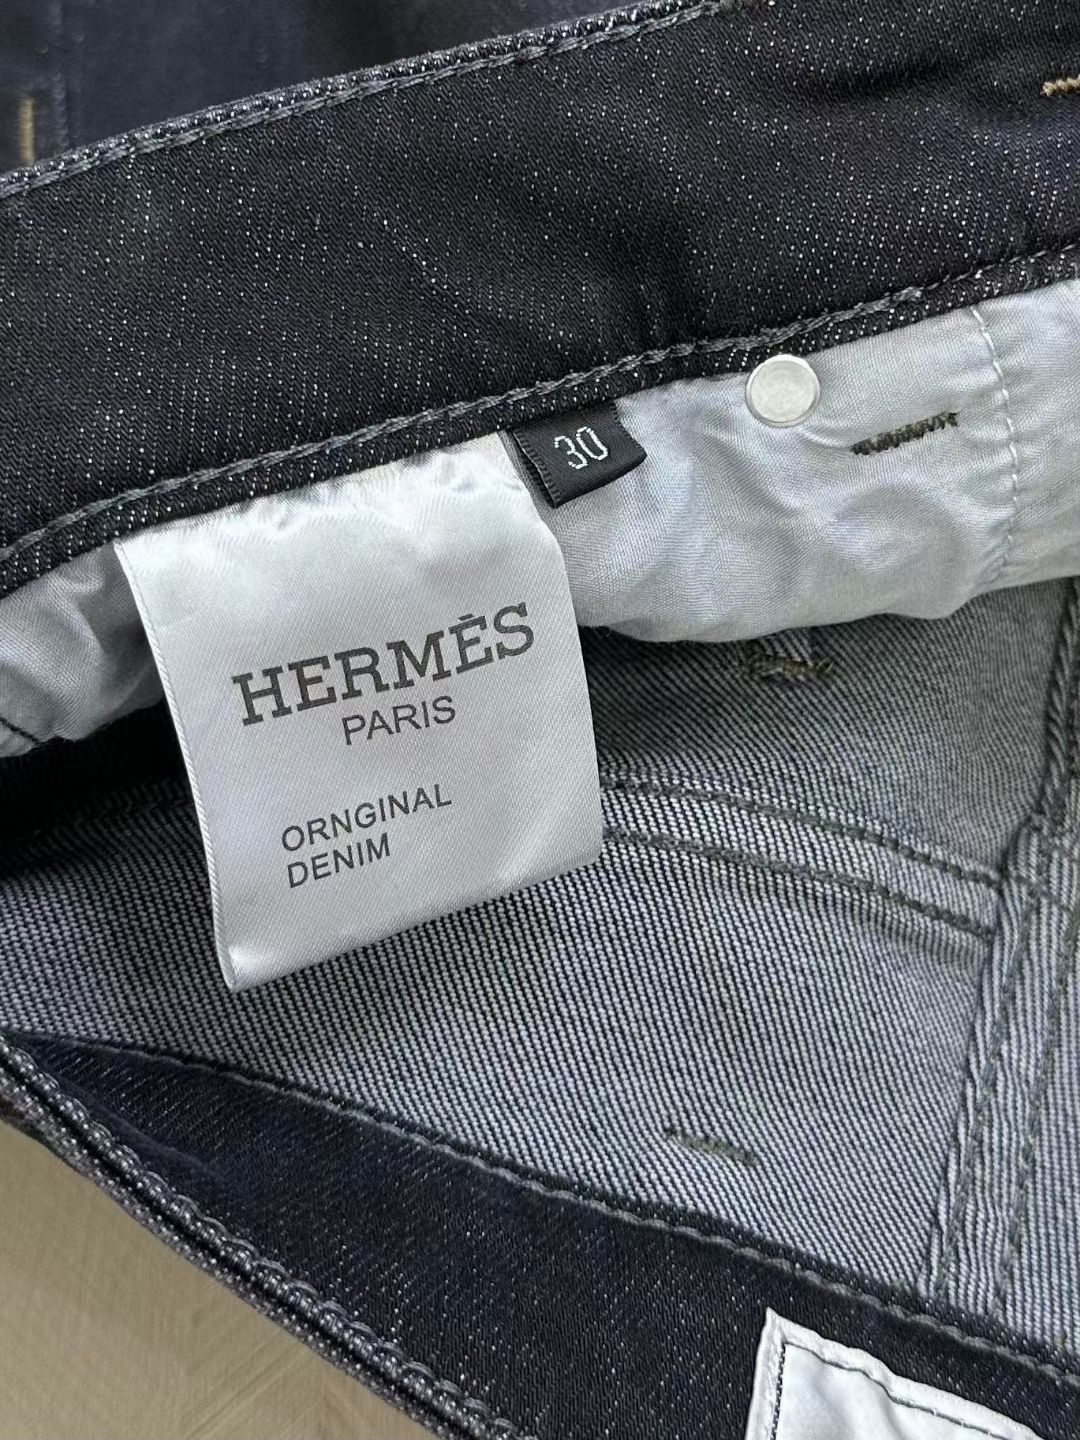 30
HERMÈS
PARIS
ORNGINAL
DENIM